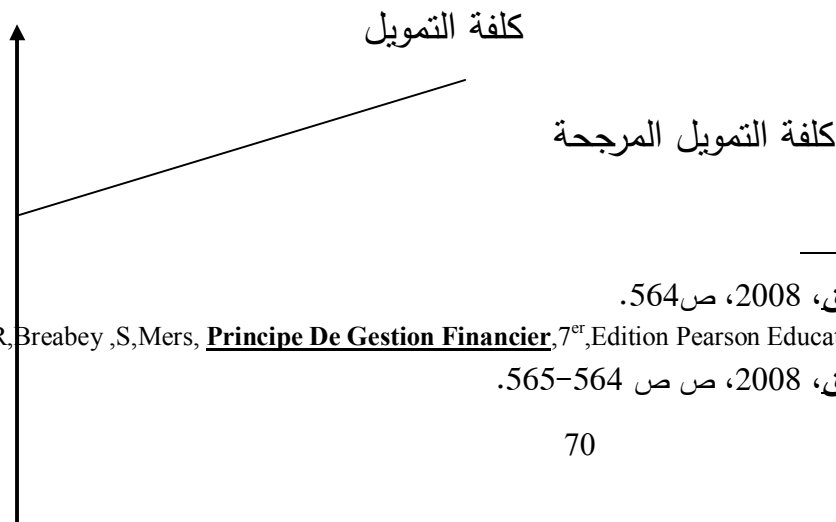 كلفة التمويل
كلفة التمويل المرجحة
، 2008، ص564.
R,Breabey ,S,Mers, Principe De Gestion Financier,7er,Edition Pearson Educat
، 2008، ص ص 564-565.
70